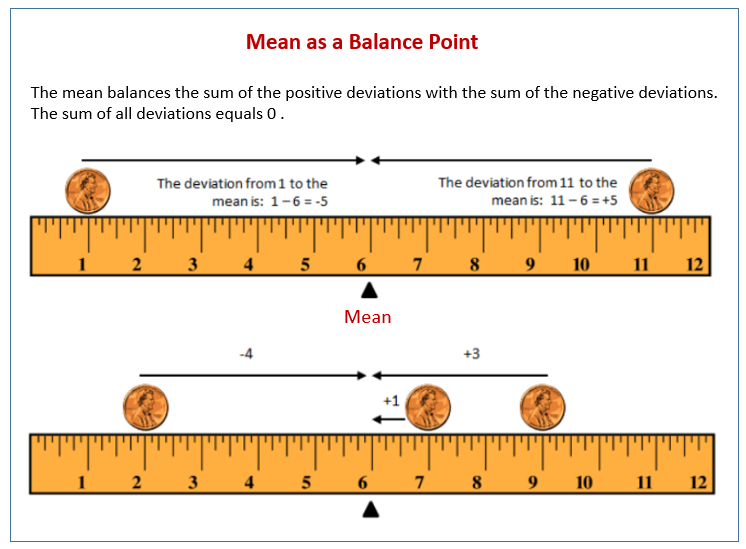 Mean as a Balance Point
The mean balances the sum of the positive deviations with the sum of the negative deviations.
The sum of all deviations equals 0 .
The deviation from 1 to the
mean is: 1 – 6 = -5
The deviation from 11 to the
mean is: 11 – 6 = +5
1 2 3 4 5 6 7 8 9 10 11 12
Mean
-4
+3
+1
1 2 3 4 5 6 7 8 9 10 11 12